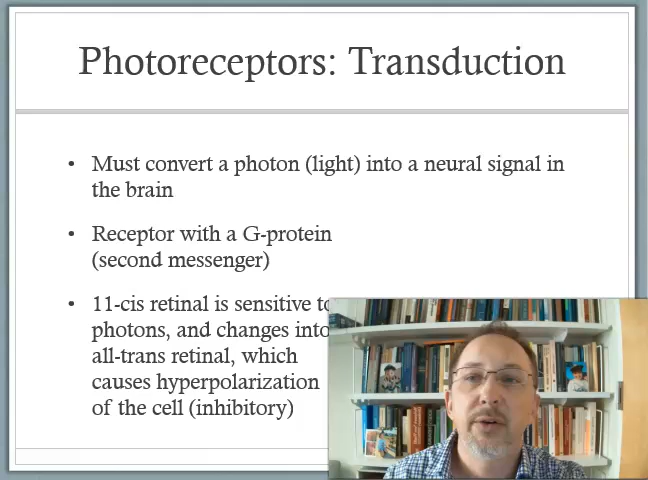 Photoreceptors: Transduction
• Must convert a photon (light) into a neural signal in
the brain
• Receptor with a G-protein
(second messenger)
• 11-cis retinal is sensitive to
photons, and changes into
all-trans retinal, which
causes hyperpolarization
of the cell (inhibitory)